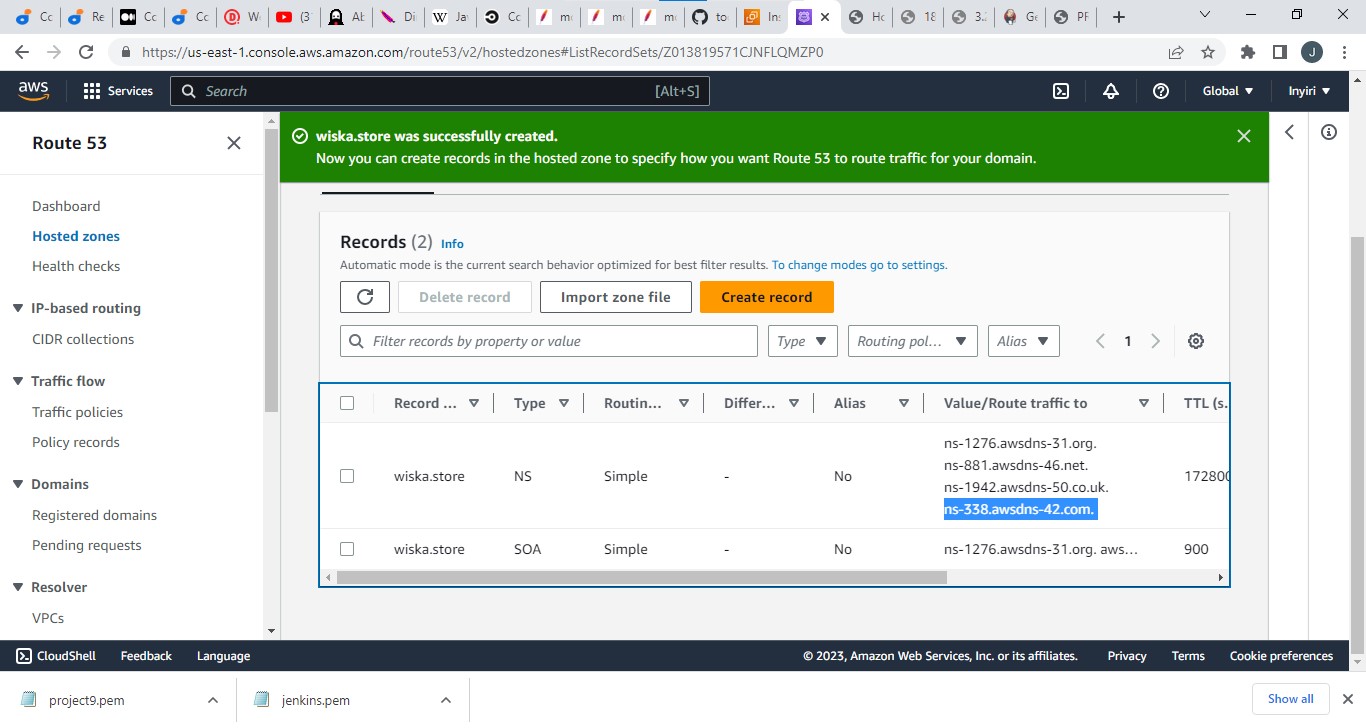 Cc
Re
Cc
Cc
W
(3
Al
Di
Ja
Cc
m
m
m
to
In
Hc
18
3.
Ge
PF
https://us-east-1.console.aws.amazon.com/route53/v2/hostedzones#ListRecordSets/Z013819571CJNFLQMZP0
J
aws
Services
Search
[Alt+S]
Global
Inyiri
Route 53
Dashboard
Hosted zones
Health checks
IP-based routing
CIDR collections
Traffic flow
Traffic policies
Policy records
Domains
Registered domains
Pending requests
Resolver
VPCs
wiska.store was successfully created.
Now you can create records in the hosted zone to specify how you want Route 53 to route traffic for your domain.
Records (2) Info
Automatic mode is the current search behavior optimized for best filter results. To change modes go to settings.
Delete record
Import zone file
Create record
Filter records by property or value
Type
Routing pol...
Alias
1
Record ... Type Routin... Differ... Alias Value/Route traffic to TTL (s.
ns-1276.awsdns-31.org.
ns-881.awsdns-46.net.
wiska.store NS Simple - No ns-1942.awsdns-50.co.uk. 172800
ns-338.awsdns-42.com.
wiska.store SOA Simple - No ns-1276.awsdns-31.org. aws... 900
CloudShell Feedback Language © 2023, Amazon Web Services, Inc. or its affiliates. Privacy Terms Cookie preferences
project9.pem
jenkins.pem
Show all